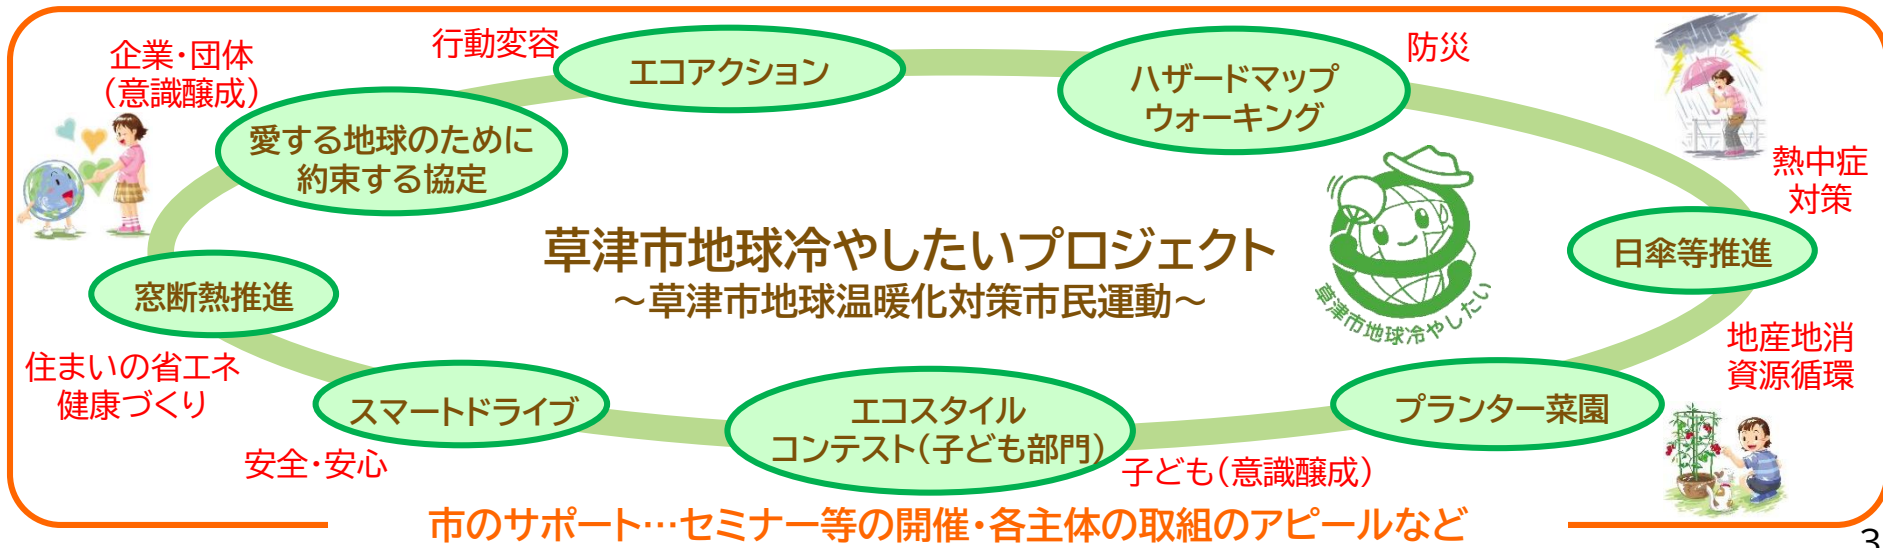 企業・団体
（意識醸成）
行動変容
エコアクション
ハザードマップ
ウォーキング
防災
愛する地球のために
約束する協定
熱中症
対策
草津市地球冷やしたいプロジェクト
～草津市地球温暖化対策市民運動～
草津市地球冷やしたい
日傘等推進
窓断熱推進
住まいの省エネ
健康づくり
地産地消
資源循環
スマートドライブ
エコスタイル
コンテスト（子ども部門）
プランター菜園
安全・安心
子ども（意識醸成）
市のサポート…セミナー等の開催・各主体の取組のアピールなど
3